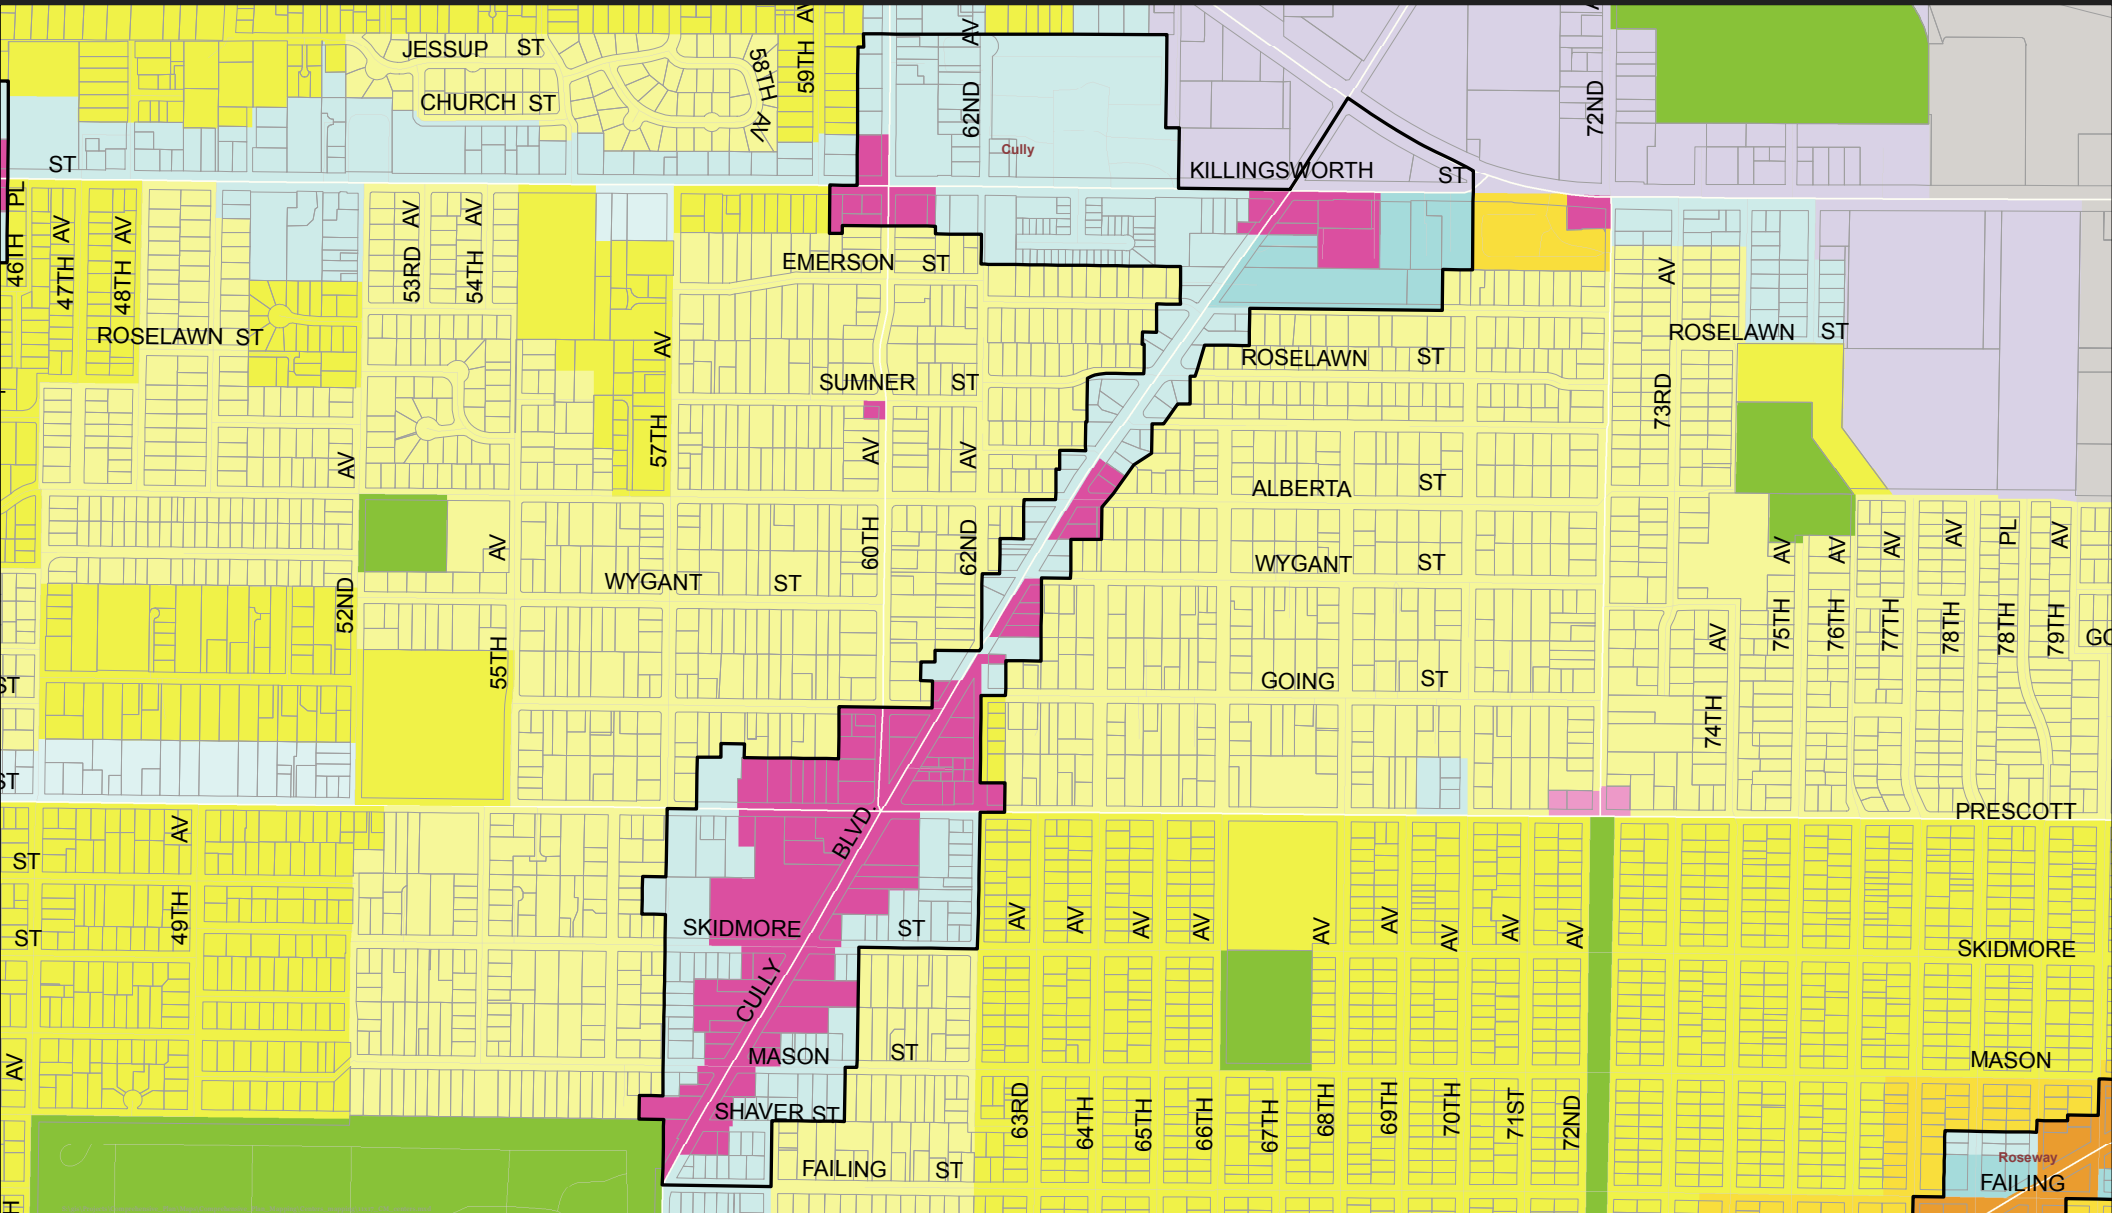 JESSUP ST
58TH AV
59TH AV
62ND AV
CHURCH ST
72ND
Cully
ST
KILLINGSWORTH ST
46TH PL
47TH AV
48TH AV
53RD AV
54TH AV
EMERSON ST
AV
ROSELAWN ST
57TH AV
ROSELAWN ST
ROSELAWN ST
SUMNER ST
73RD
52ND AV
60TH AV
62ND AV
ALBERTA ST
55TH AV
WYGANT ST
WYGANT ST
74TH AV
75TH AV
76TH AV
77TH AV
78TH AV
78TH PL
79TH AV
GO
ST
GOING ST
ST
PRESCOTT
BLVD.
ST
49TH AV
ST
SKIDMORE ST
CULLY
AV
AV
AV
AV
AV
AV
AV
AV
AV
SKIDMORE
MASON ST
MASON
AV
SHAVER ST
63RD
64TH
65TH
66TH
67TH
68TH
69TH
70TH
71ST
72ND
FAILING ST
Roseway
FAILING
H